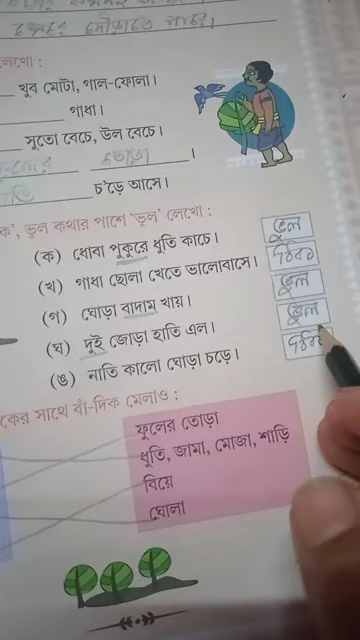 লেখো :
খুব মোটা, গাল-ফোলা।
গাধা।
সুতো বেচে, উল বেচে।
তোড়া ।
চ'ড়ে আসে।
ক', ভুল কথার পাশে 'ভুল' লেখো :
(ক) ধোবা পুকুরে ধুতি কাচে। ভুল
(খ) গাধা ছোলা খেতে ভালোবাসে। ঠিক
(গ) ঘোড়া বাদাম খায়। ভুল
(ঘ) দুই জোড়া হাতি এল। ভুল
(ঙ) নাতি কালো ঘোড়া চড়ে। ঠিক
কের সাথে বাঁ-দিক মেলাও :
ফুলের তোড়া
ধুতি, জামা, মোজা, শাড়ি
বিয়ে
ঘোলা